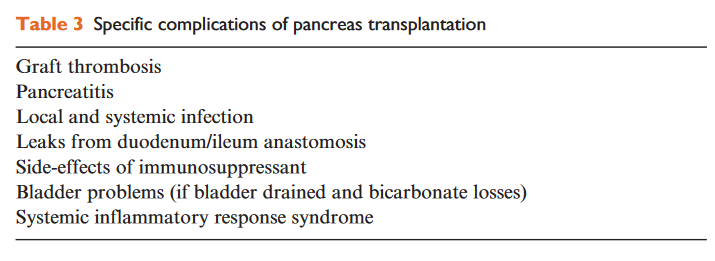 Table 3 Specific complications of pancreas transplantation
Graft thrombosis
Pancreatitis
Local and systemic infection
Leaks from duodenum/ileum anastomosis
Side-effects of immunosuppressant
Bladder problems (if bladder drained and bicarbonate losses)
Systemic inflammatory response syndrome